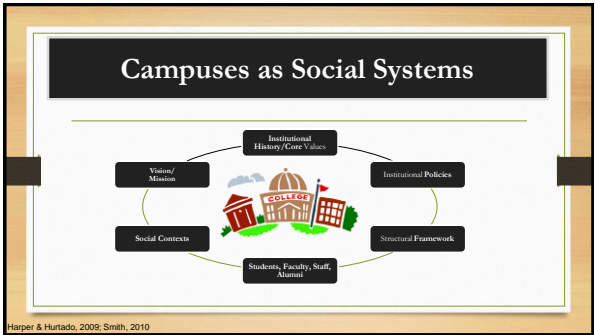 Campuses as Social Systems
Institutional
History/Core Values
Vision/
Mission
Institutional Policies
COLLEGE
Social Contexts
Structural Framework
Students, Faculty, Staff,
Alumni
Harper & Hurtado, 2009; Smith, 2010